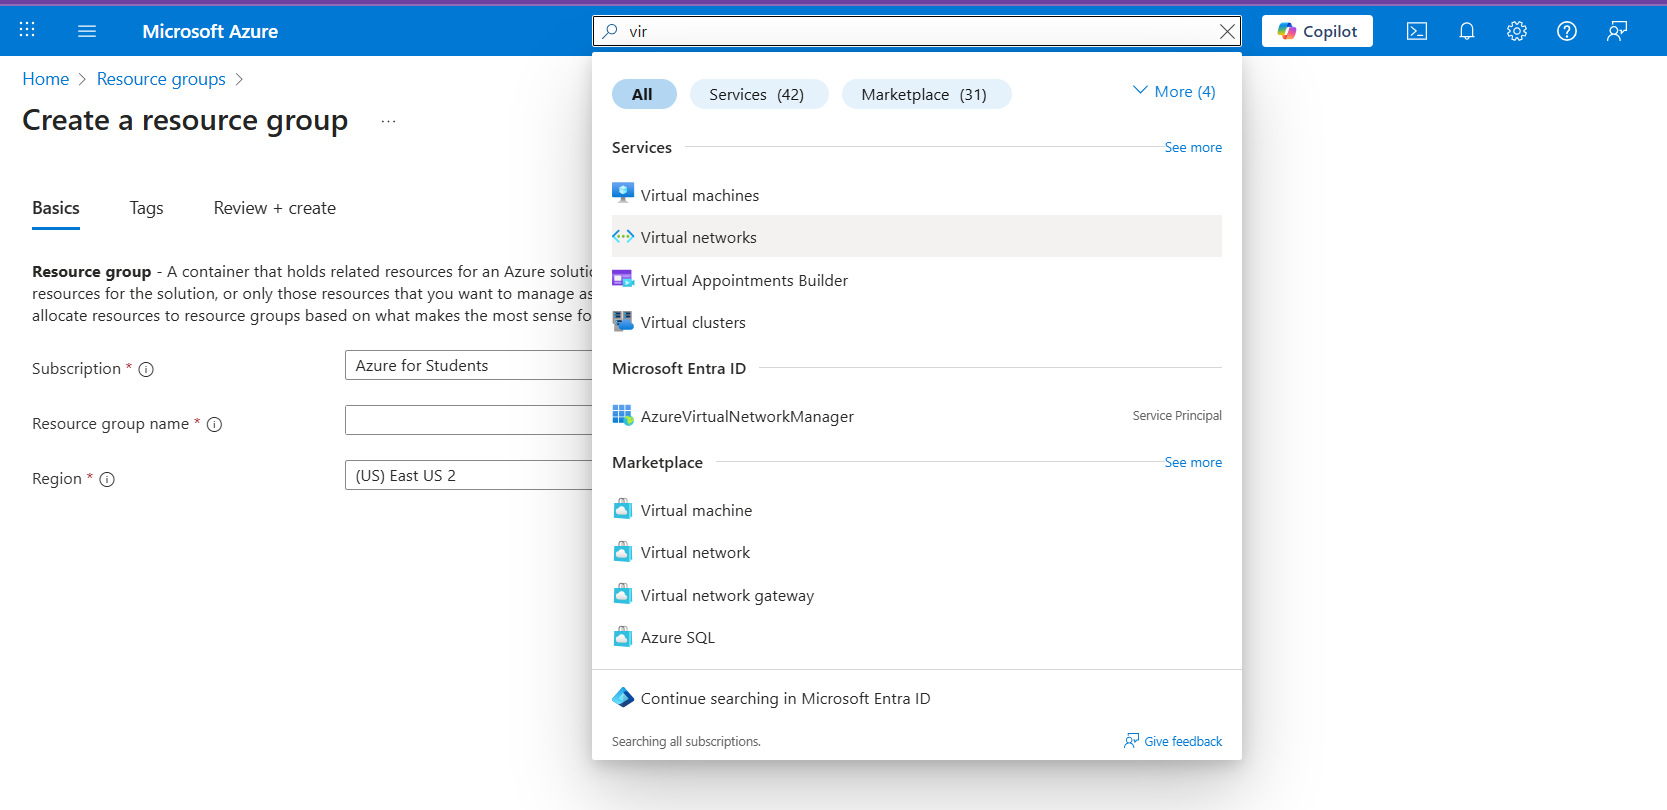 Microsoft Azure
vir
Copilot
Home > Resource groups >
Create a resource group ...
Basics Tags Review + create
Resource group - A container that holds related resources for an Azure soluti
resources for the solution, or only those resources that you want to manage as
allocate resources to resource groups based on what makes the most sense fo
Subscription *
Azure for Students
Resource group name *
Region *
(US) East US 2
All Services (42) Marketplace (31) More (4)
Services See more
Virtual machines
Virtual networks
Virtual Appointments Builder
Virtual clusters
Microsoft Entra ID
AzureVirtualNetworkManager Service Principal
Marketplace See more
Virtual machine
Virtual network
Virtual network gateway
Azure SQL
Continue searching in Microsoft Entra ID
Searching all subscriptions. Give feedback